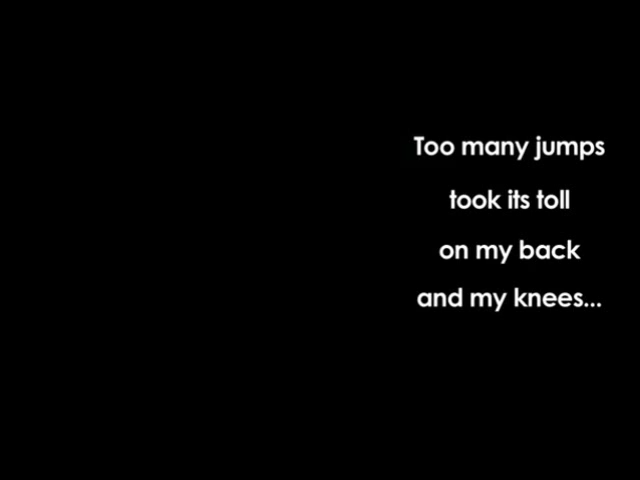 Too many jumps
took its toll
on my back
and my knees...